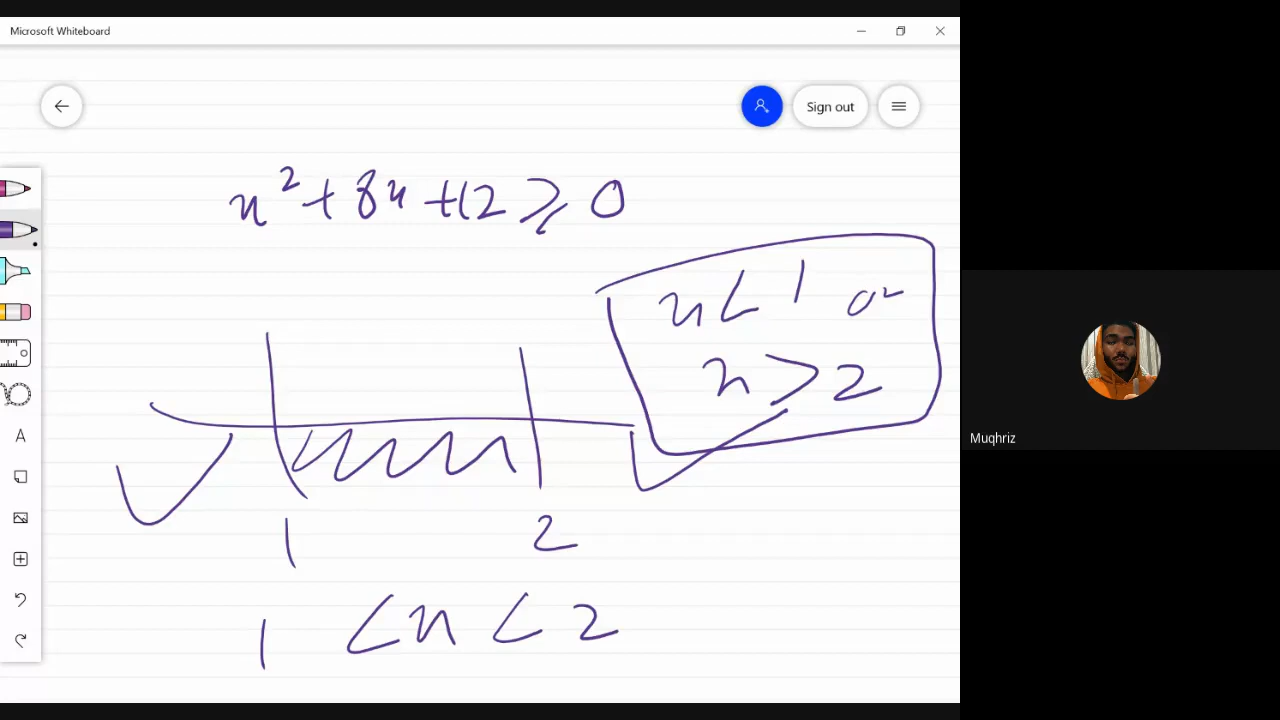 Microsoft Whiteboard
Sign out
x² + 8x + 12 ⩾ 0
x < 1 or
x > 2
A
1
2
1 < x < 2
Muqhriz